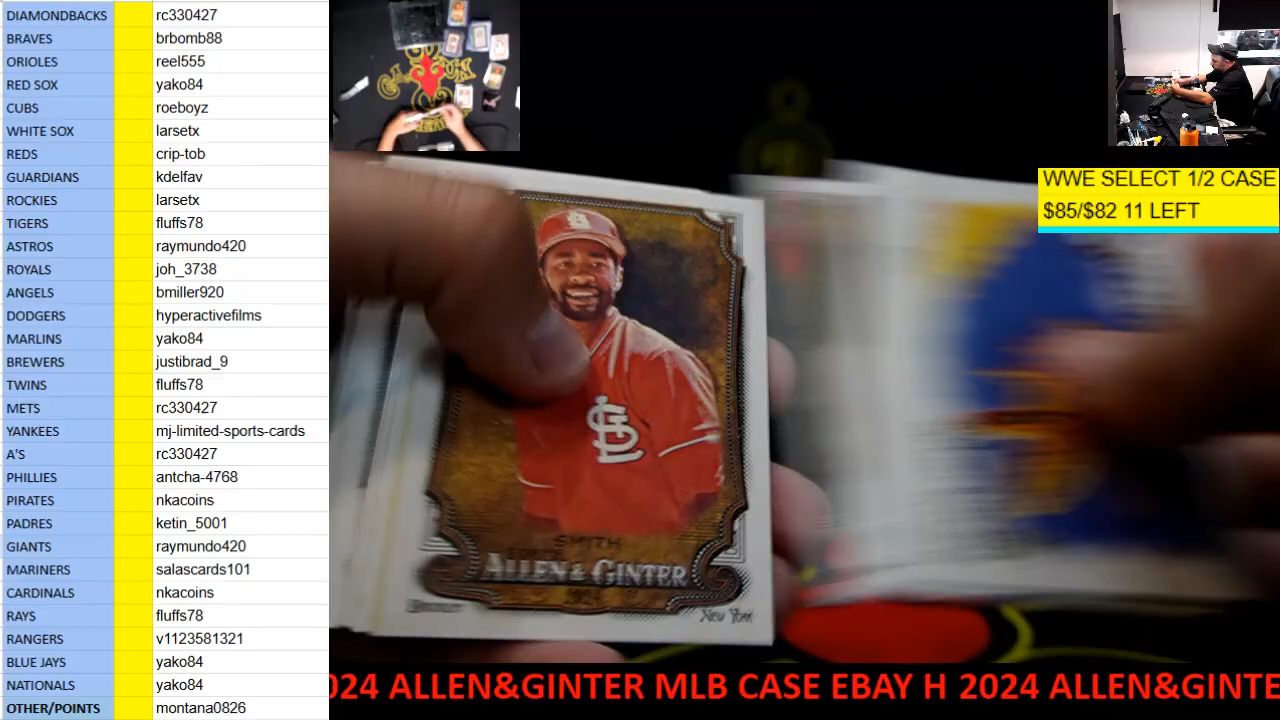 DIAMONDBACKS rc330427
BRAVES brbomb88
ORIOLES reel555
RED SOX yako84
CUBS roeboyz
WHITE SOX larsetx
REDS crip-tob
GUARDIANS kdelfav
ROCKIES larsetx
TIGERS fluffs78
ASTROS raymundo420
ROYALS joh_3738
ANGELS bmiller920
DODGERS hyperactivefilms
MARLINS yako84
BREWERS justibrad_9
TWINS fluffs78
METS rc330427
YANKEES mj-limited-sports-cards
A'S rc330427
PHILLIES antcha-4768
PIRATES nkacoins
PADRES ketin_5001
GIANTS raymundo420
MARINERS salascards101
CARDINALS nkacoins
RAYS fluffs78
RANGERS v1123581321
BLUE JAYS yako84
NATIONALS yako84
OTHER/POINTS montana0826
WWE SELECT 1/2 CASE
$85/$82 11 LEFT
StL
SMITH
ALLEN & GINTER
New York
024 ALLEN&GINTER MLB CASE EBAY H 2024 ALLEN&GINTE